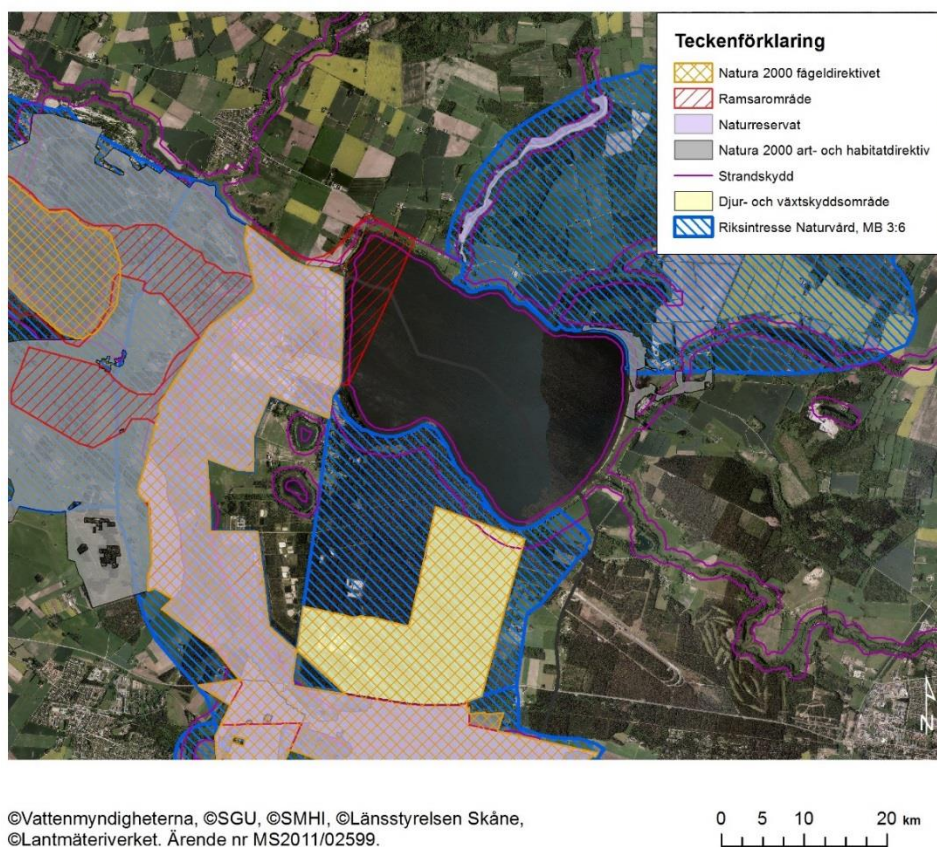 Teckenförklaring
Natura 2000 fågeldirektivet
Ramsarområde
Naturreservat
Natura 2000 art- och habitatdirektiv
Strandskydd
Djur- och växtskyddsområde
Riksintresse Naturvård, MB 3:6
N
©Vattenmyndigheterna, ©SGU, ©SMHI, ©Länsstyrelsen Skåne,
©Lantmäteriverket. Ärende nr MS2011/02599.
0 5 10 20 km